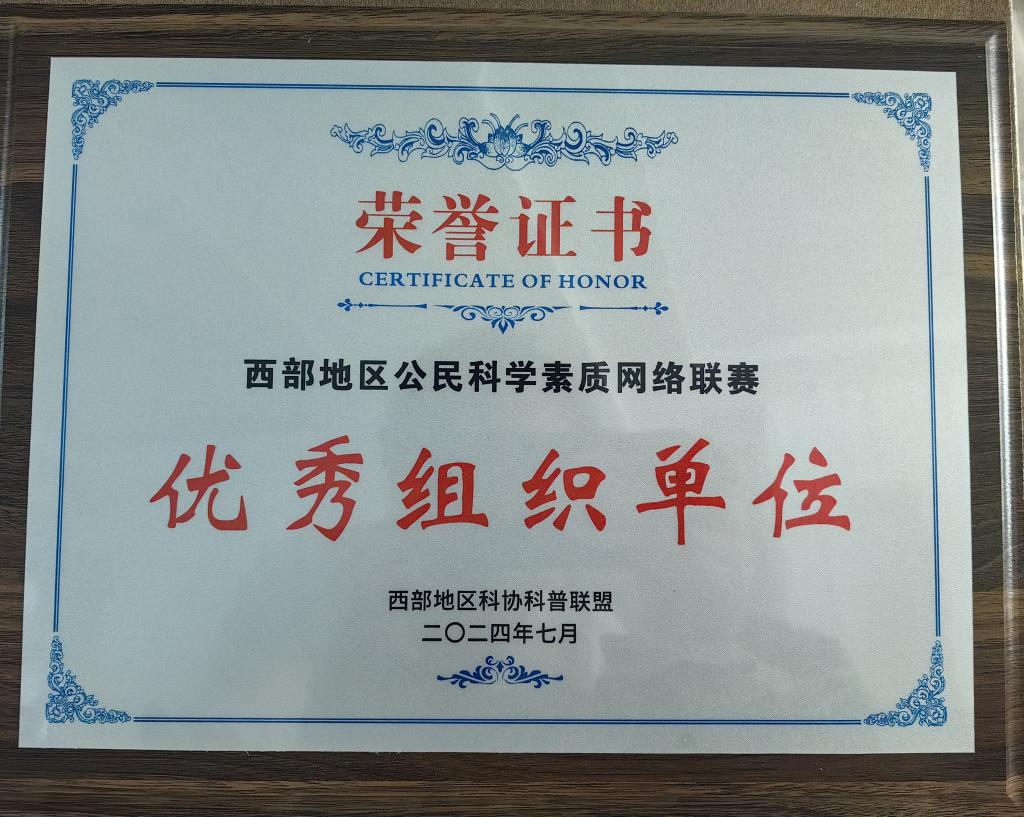 荣誉证书
CERTIFICATE OF HONOR
西部地区公民科学素质网络联赛
优秀组织单位
西部地区科协科普联盟
二〇二四年七月